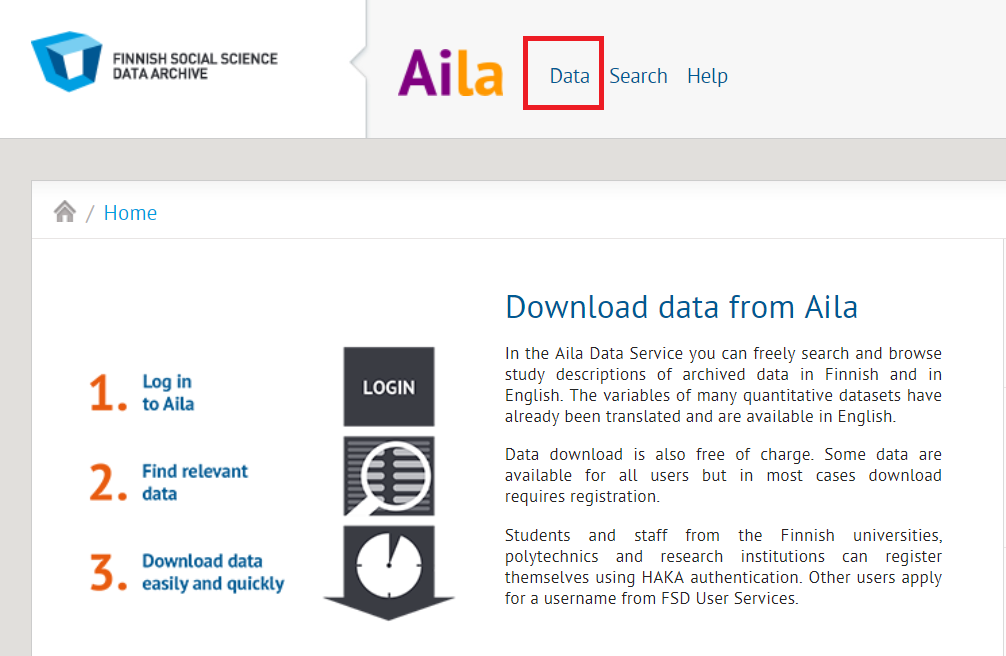 FINNISH SOCIAL SCIENCE
DATA ARCHIVE
Aila
Data Search Help
/ Home
1. Log in
to Aila
LOGIN
2. Find relevant
data
3. Download data
easily and quickly
Download data from Aila
In the Aila Data Service you can freely search and browse
study descriptions of archived data in Finnish and in
English. The variables of many quantitative datasets have
already been translated and are available in English.
Data download is also free of charge. Some data are
available for all users but in most cases download
requires registration.
Students and staff from the Finnish universities,
polytechnics and research institutions can register
themselves using HAKA authentication. Other users apply
for a username from FSD User Services.